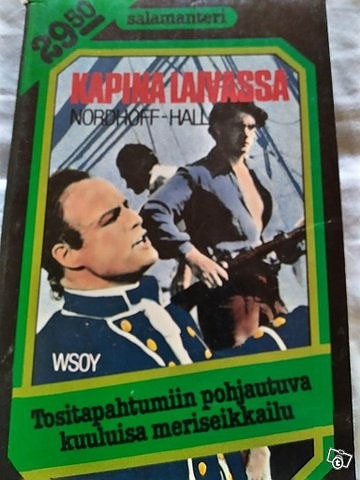 29.50
salamanteri
KAPINA LAIVASSA
NORDHOFF-HALL
WSOY
Tositapahtumiin pohjautuva
kuuluisa meriseikkailu